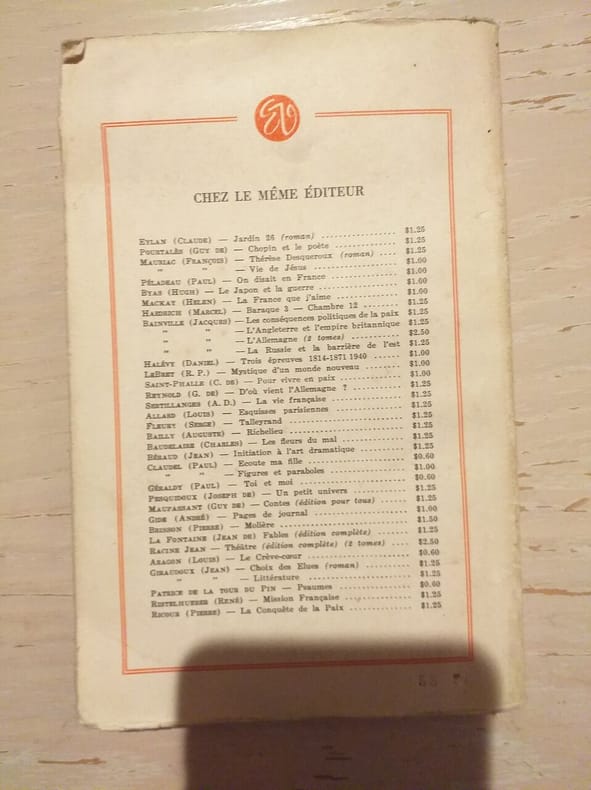 EV
CHEZ LE MÊME ÉDITEUR
EYLAN (CLAUDE) — Jardin 26 (roman) .................. $1.25
POURTALÈS (GUY DE) — Chopin et le poète .............. $1.25
MAURIAC (FRANÇOIS) — Thérèse Desqueroux (roman) .... $1.25
" " — Vie de Jésus .................. $1.00
PÉLADEAU (PAUL) — On disait en France ................ $1.00
BYAS (HUGH) — Le Japon et la guerre .................. $1.00
MACKAY (HELEN) — La France que j'aime .............. $1.00
HAEDRICH (MARCEL) — Baraque 3 — Chambre 12 ........ $1.25
BAINVILLE (JACQUES) — Les conséquences politiques de la paix $1.25
" " — L'Angleterre et l'empire britannique $1.25
" " — L'Allemagne (2 tomes) ............ $2.50
" " — La Russie et la barrière de l'est $1.25
HALÉVY (DANIEL) — Trois épreuves 1814-1871 1940 ...... $1.00
LEBRET (R. P.) — Mystique d'un monde nouveau ........ $1.00
SAINT-PHALLE (C. DE) — Pour vivre en paix .............. $1.00
REYNOLD (G. DE) — D'où vient l'Allemagne ? ............ $1.25
SERTILLANGES (A. D.) — La vie française ................ $1.25
ALLARD (LOUIS) — Esquisses parisiennes ................ $1.25
FLEURY (SERGE) — Talleyrand ........................ $1.25
BAILLY (AUGUSTE) — Richelieu ........................ $1.25
BAUDELAIRE (CHARLES) — Les fleurs du mal .............. $1.25
BÉRAUD (JEAN) — Initiation à l'art dramatique .......... $1.25
CLAUDEL (PAUL) — Ecoute ma fille .................... $0.60
" " — Figures et paraboles ................ $1.00
GÉRALDY (PAUL) — Toi et moi ........................ $0.60
PESQUIDOUX (JOSEPH DE) — Un petit univers ............ $1.25
MAUPASSANT (GUY DE) — Contes (édition pour tous) ...... $1.25
GIDE (ANDRÉ) — Pages de journal .................... $1.00
BRISSON (PIERRE) — Molière ........................ $1.50
LA FONTAINE (JEAN DE) Fables (édition complète) ........ $1.25
RACINE JEAN — Théâtre (édition complète) (2 tomes) ...... $2.50
ARAGON (LOUIS) — Le Crève-cœur .................... $0.60
GIRAUDOUX (JEAN) — Choix des Elues (roman) .......... $1.25
" " — Littérature .................. $1.25
PATRICE DE LA TOUR DU PIN — Psaumes .............. $0.60
RISTELHUEBER (RENÉ) — Mission Française .............. $1.25
RICOUR (PIERRE) — La Conquête de la Paix ............ $1.25